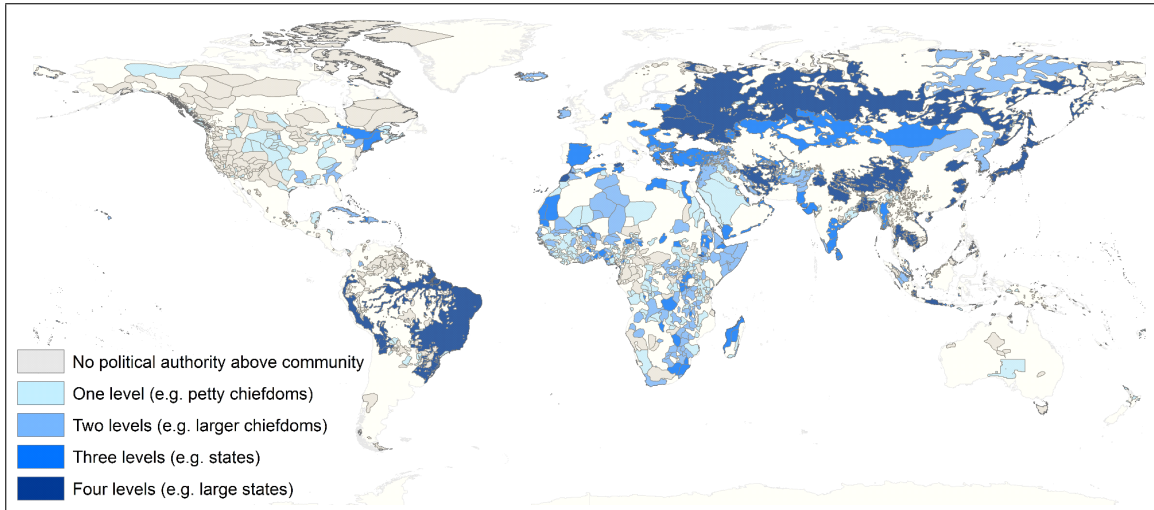 No political authority above community
One level (e.g. petty chiefdoms)
Two levels (e.g. larger chiefdoms)
Three levels (e.g. states)
Four levels (e.g. large states)